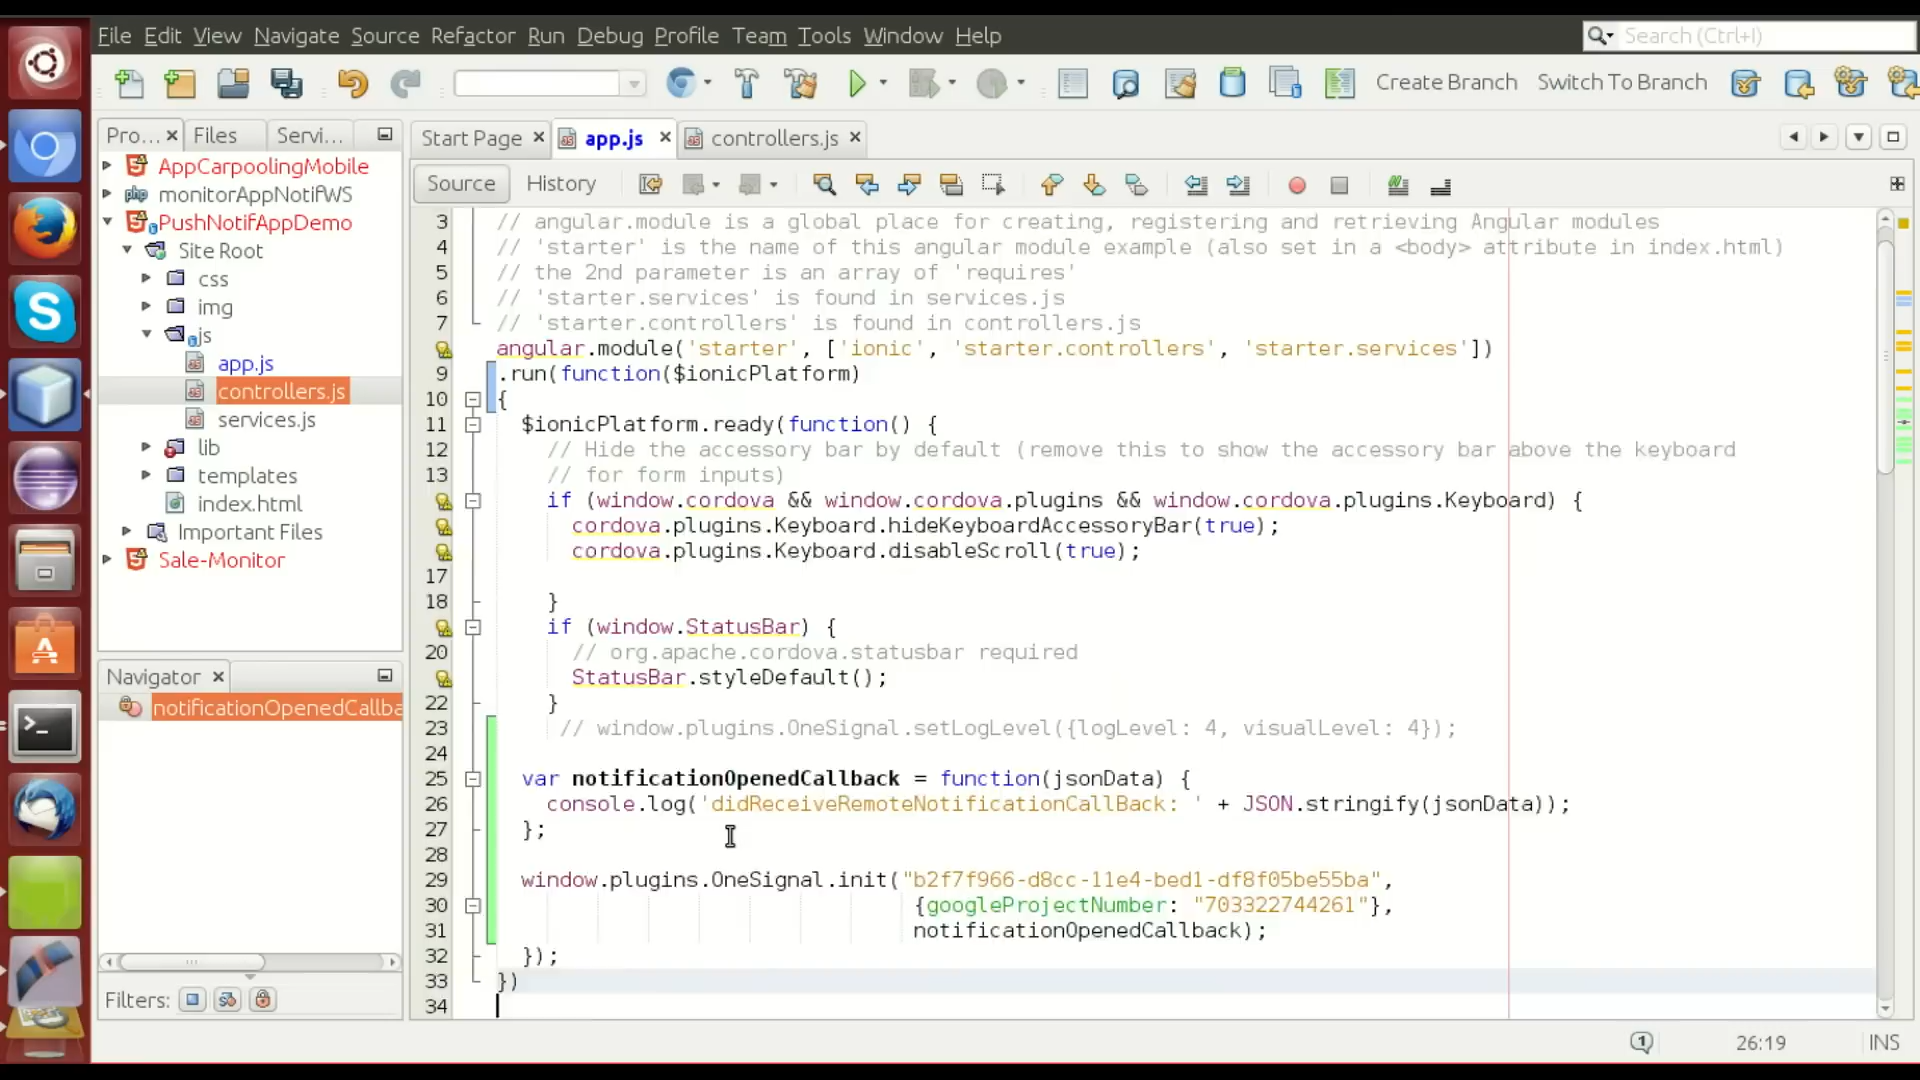 File Edit View Navigate Source Refactor Run Debug Profile Team Tools Window Help
Search (Ctrl+I)
Create Branch Switch To Branch
Pro... Files Servi...
AppCarpoolingMobile
monitorAppNotifWS
PushNotifAppDemo
Site Root
css
img
js
app.js
controllers.js
services.js
lib
templates
index.html
Important Files
Sale-Monitor
Navigator
notificationOpenedCallba
Filters:
Start Page app.js controllers.js
Source History
3 // angular.module is a global place for creating, registering and retrieving Angular modules
4 // 'starter' is the name of this angular module example (also set in a <body> attribute in index.html)
5 // the 2nd parameter is an array of 'requires'
6 // 'starter.services' is found in services.js
7 // 'starter.controllers' is found in controllers.js
angular.module('starter', ['ionic', 'starter.controllers', 'starter.services'])
9 .run(function($ionicPlatform)
10 {
11 $ionicPlatform.ready(function() {
12 // Hide the accessory bar by default (remove this to show the accessory bar above the keyboard
13 // for form inputs)
if (window.cordova && window.cordova.plugins && window.cordova.plugins.Keyboard) {
cordova.plugins.Keyboard.hideKeyboardAccessoryBar(true);
cordova.plugins.Keyboard.disableScroll(true);
17
18 }
if (window.StatusBar) {
20 // org.apache.cordova.statusbar required
StatusBar.styleDefault();
22 }
23 // window.plugins.OneSignal.setLogLevel({logLevel: 4, visualLevel: 4});
24
25 var notificationOpenedCallback = function(jsonData) {
26 console.log('didReceiveRemoteNotificationCallBack: ' + JSON.stringify(jsonData));
27 };
28
29 window.plugins.OneSignal.init("b2f7f966-d8cc-11e4-bed1-df8f05be55ba",
30 {googleProjectNumber: "703322744261"},
31 notificationOpenedCallback);
32 });
33 })
34
1 26:19 INS